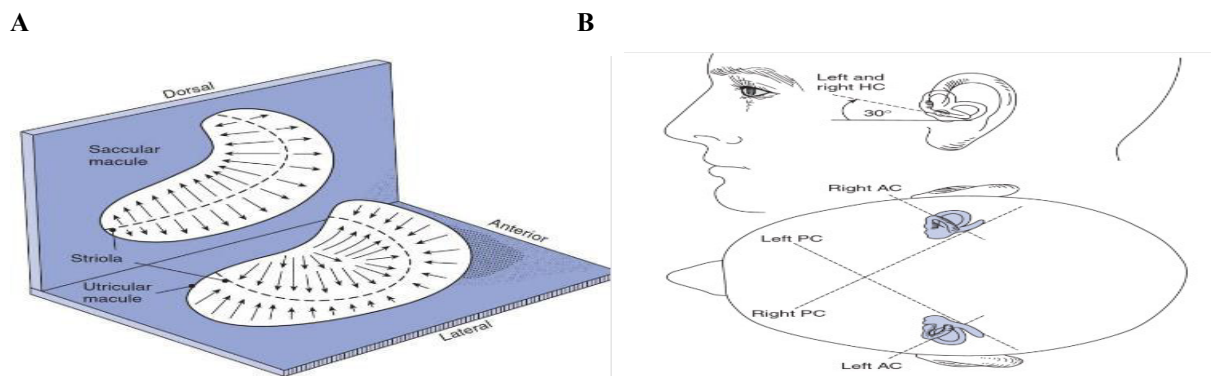 A
B
Dorsal
Saccular
macule
Striola
Utricular
macule
Anterior
Lateral
Left and
right HC
30°
Right AC
Left PC
Right PC
Left AC